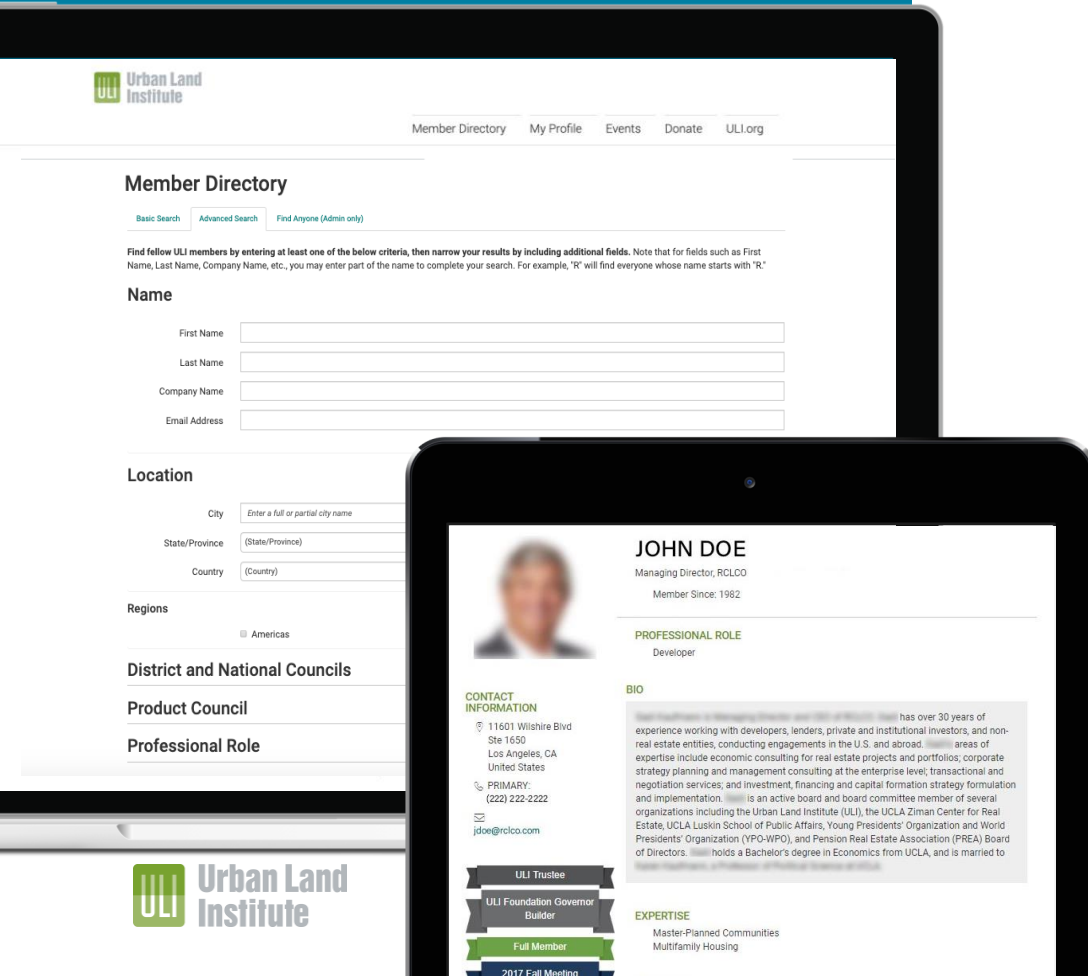 ULI Urban Land
Institute
Member Directory My Profile Events Donate ULI.org
Member Directory
Basic Search Advanced Search Find Anyone (Admin only)
Find fellow ULI members by entering at least one of the below criteria, then narrow your results by including additional fields. Note that for fields such as First
Name, Last Name, Company Name, etc., you may enter part of the name to complete your search. For example, "R" will find everyone whose name starts with "R."
Name
First Name
Last Name
Company Name
Email Address
Location
City Enter a full or partial city name
State/Province (State/Province)
Country (Country)
Regions
Americas
District and National Councils
Product Council
Professional Role
ULI Urban Land
Institute
JOHN DOE
Managing Director, RCLCO
Member Since: 1982
PROFESSIONAL ROLE
Developer
CONTACT
INFORMATION
11601 Wilshire Blvd
Ste 1650
Los Angeles, CA
United States
PRIMARY:
(222) 222-2222
jdoe@rclco.com
ULI Trustee
ULI Foundation Governor
Builder
Full Member
2017 Fall Meeting
BIO
has over 30 years of
experience working with developers, lenders, private and institutional investors, and non-
real estate entities, conducting engagements in the U.S. and abroad. areas of
expertise include economic consulting for real estate projects and portfolios; corporate
strategy planning and management consulting at the enterprise level; transactional and
negotiation services; and investment, financing and capital formation strategy formulation
and implementation. is an active board and board committee member of several
organizations including the Urban Land Institute (ULI), the UCLA Ziman Center for Real
Estate, UCLA Luskin School of Public Affairs, Young Presidents' Organization and World
Presidents' Organization (YPO-WPO), and Pension Real Estate Association (PREA) Board
of Directors. holds a Bachelor's degree in Economics from UCLA, and is married to
EXPERTISE
Master-Planned Communities
Multifamily Housing